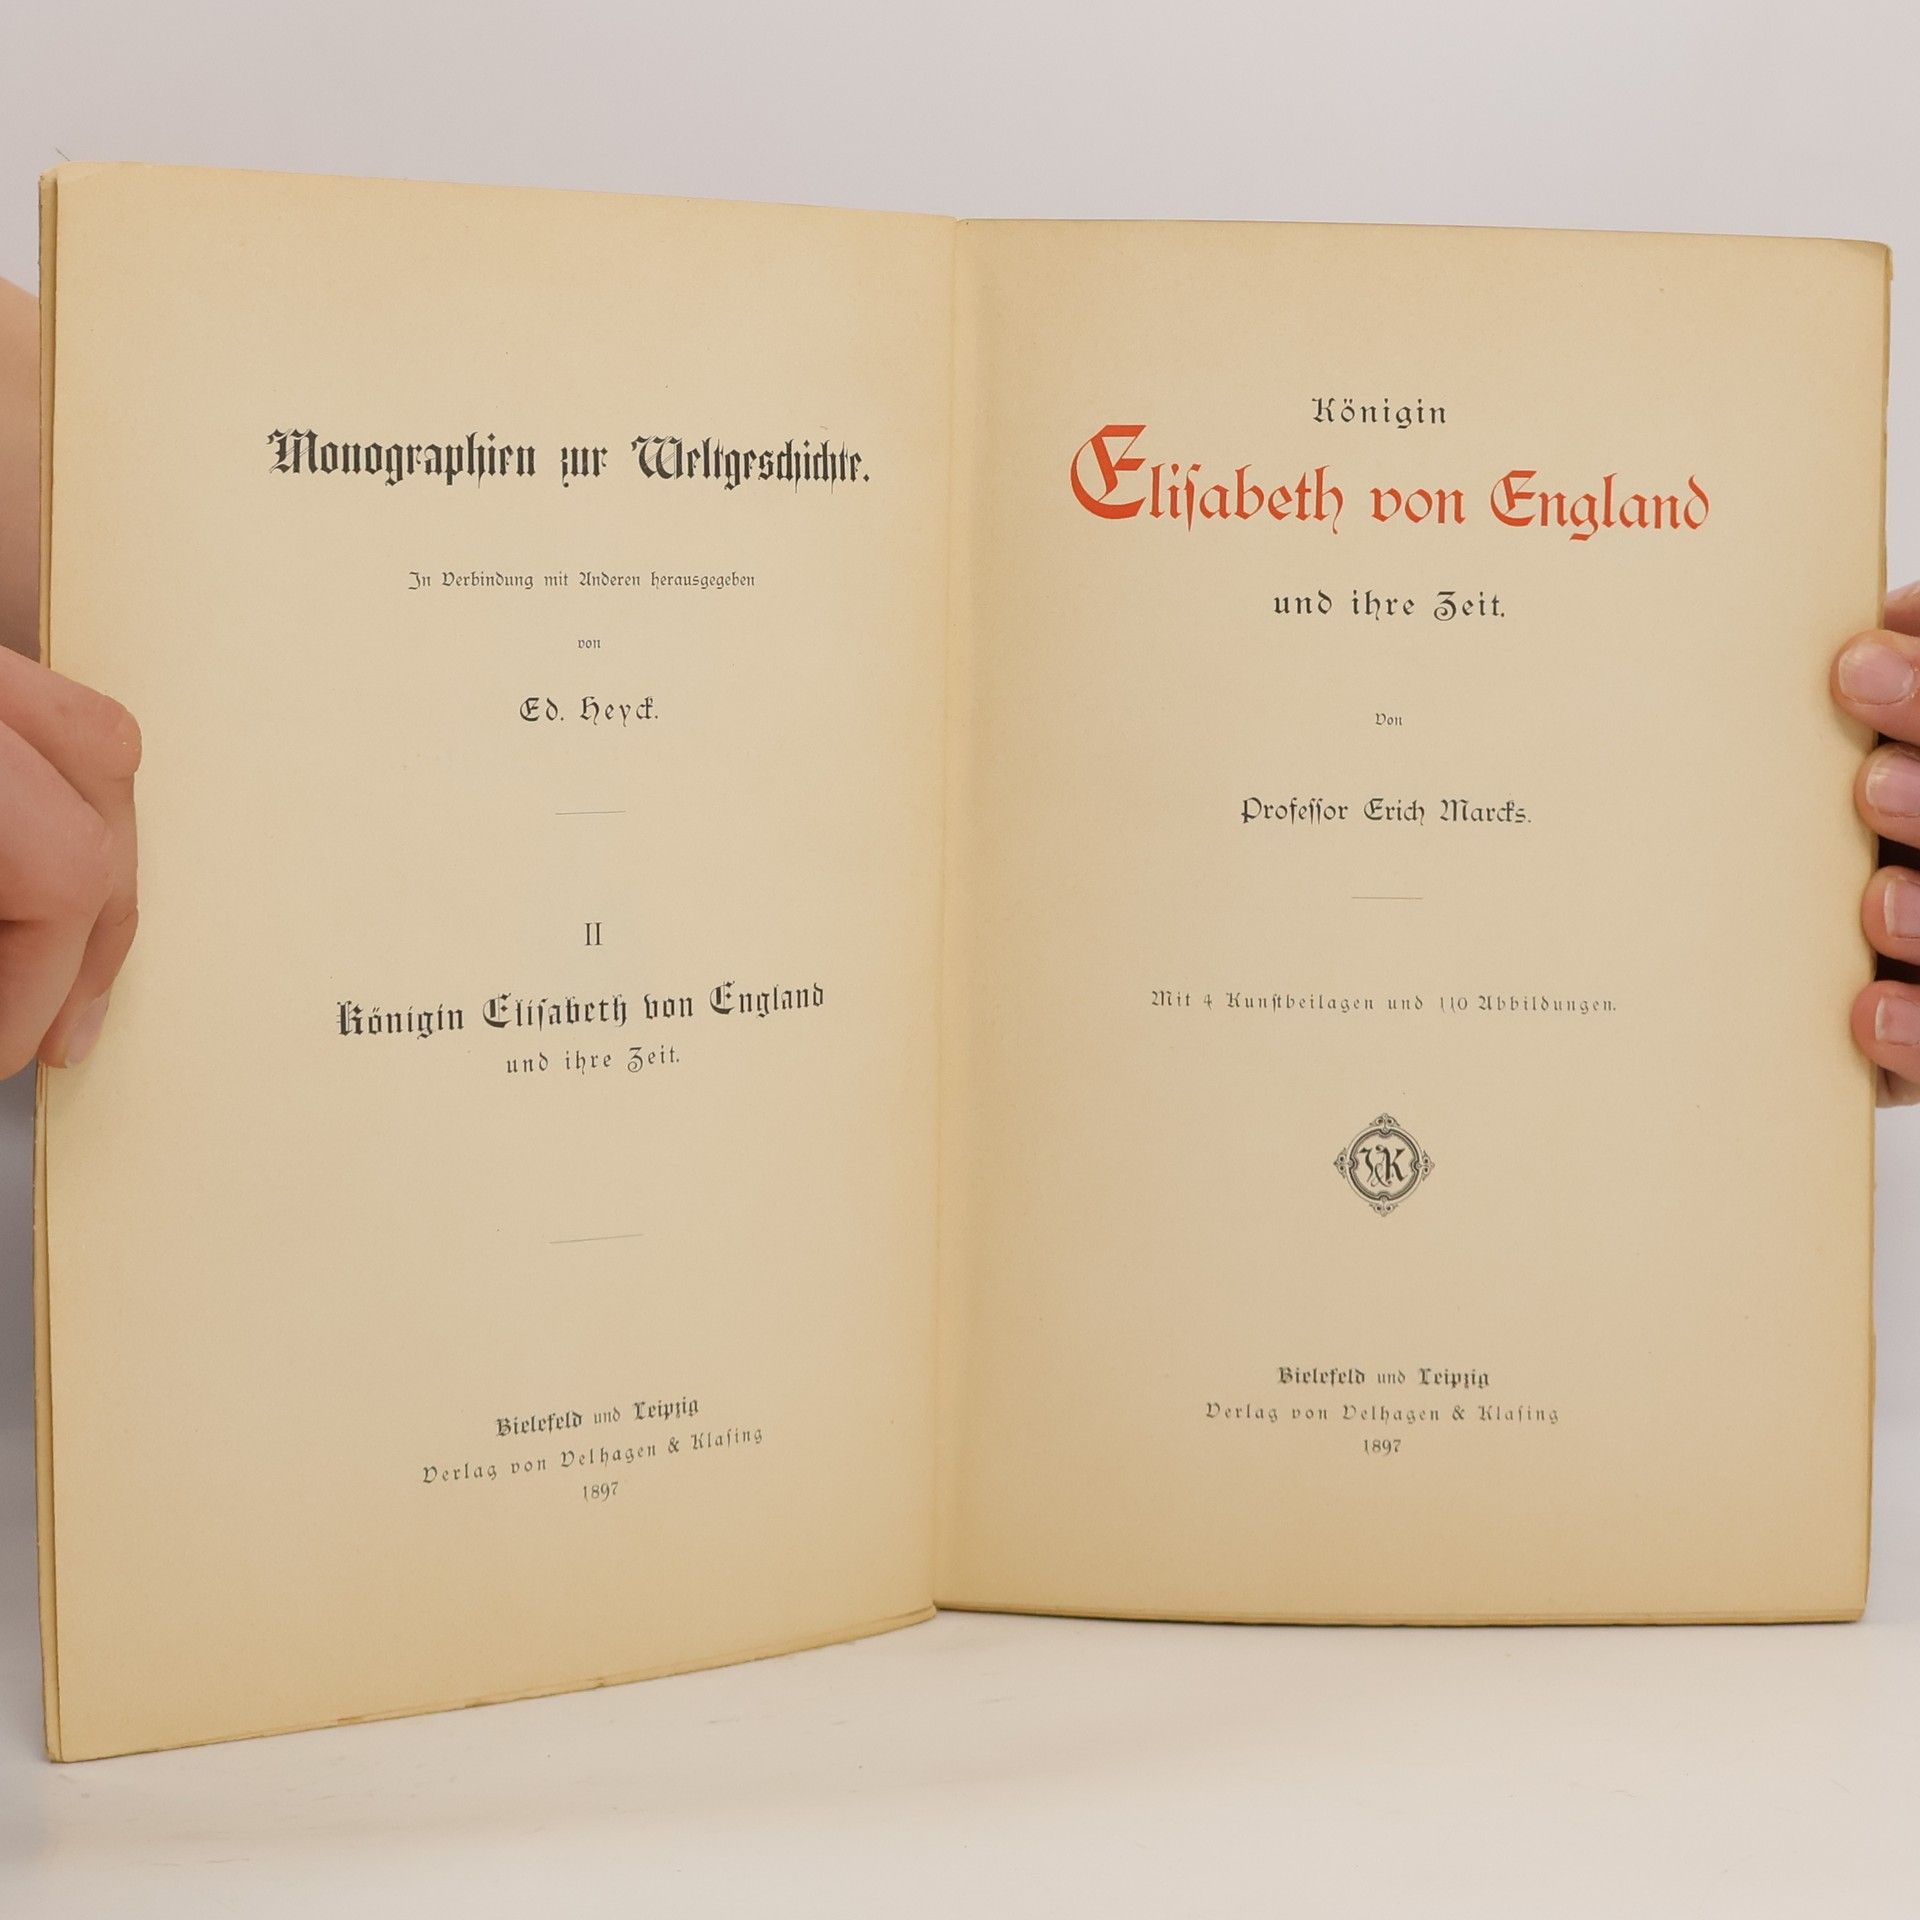 Monographien zur Weltgeschichte.
In Verbindung mit Anderen herausgegeben
von
Ed. Heyck.
II
Königin Eliſabeth von England
und ihre Zeit.
Bielefeld und Leipzig
Verlag von Velhagen & Klaſing
1897
Königin
Eliſabeth von England
und ihre Zeit.
Von
Profeſſor Erich Marcks.
Mit 4 Kunſtbeilagen und 110 Abbildungen.
V&K
Bielefeld und Leipzig
Verlag von Velhagen & Klaſing
1897